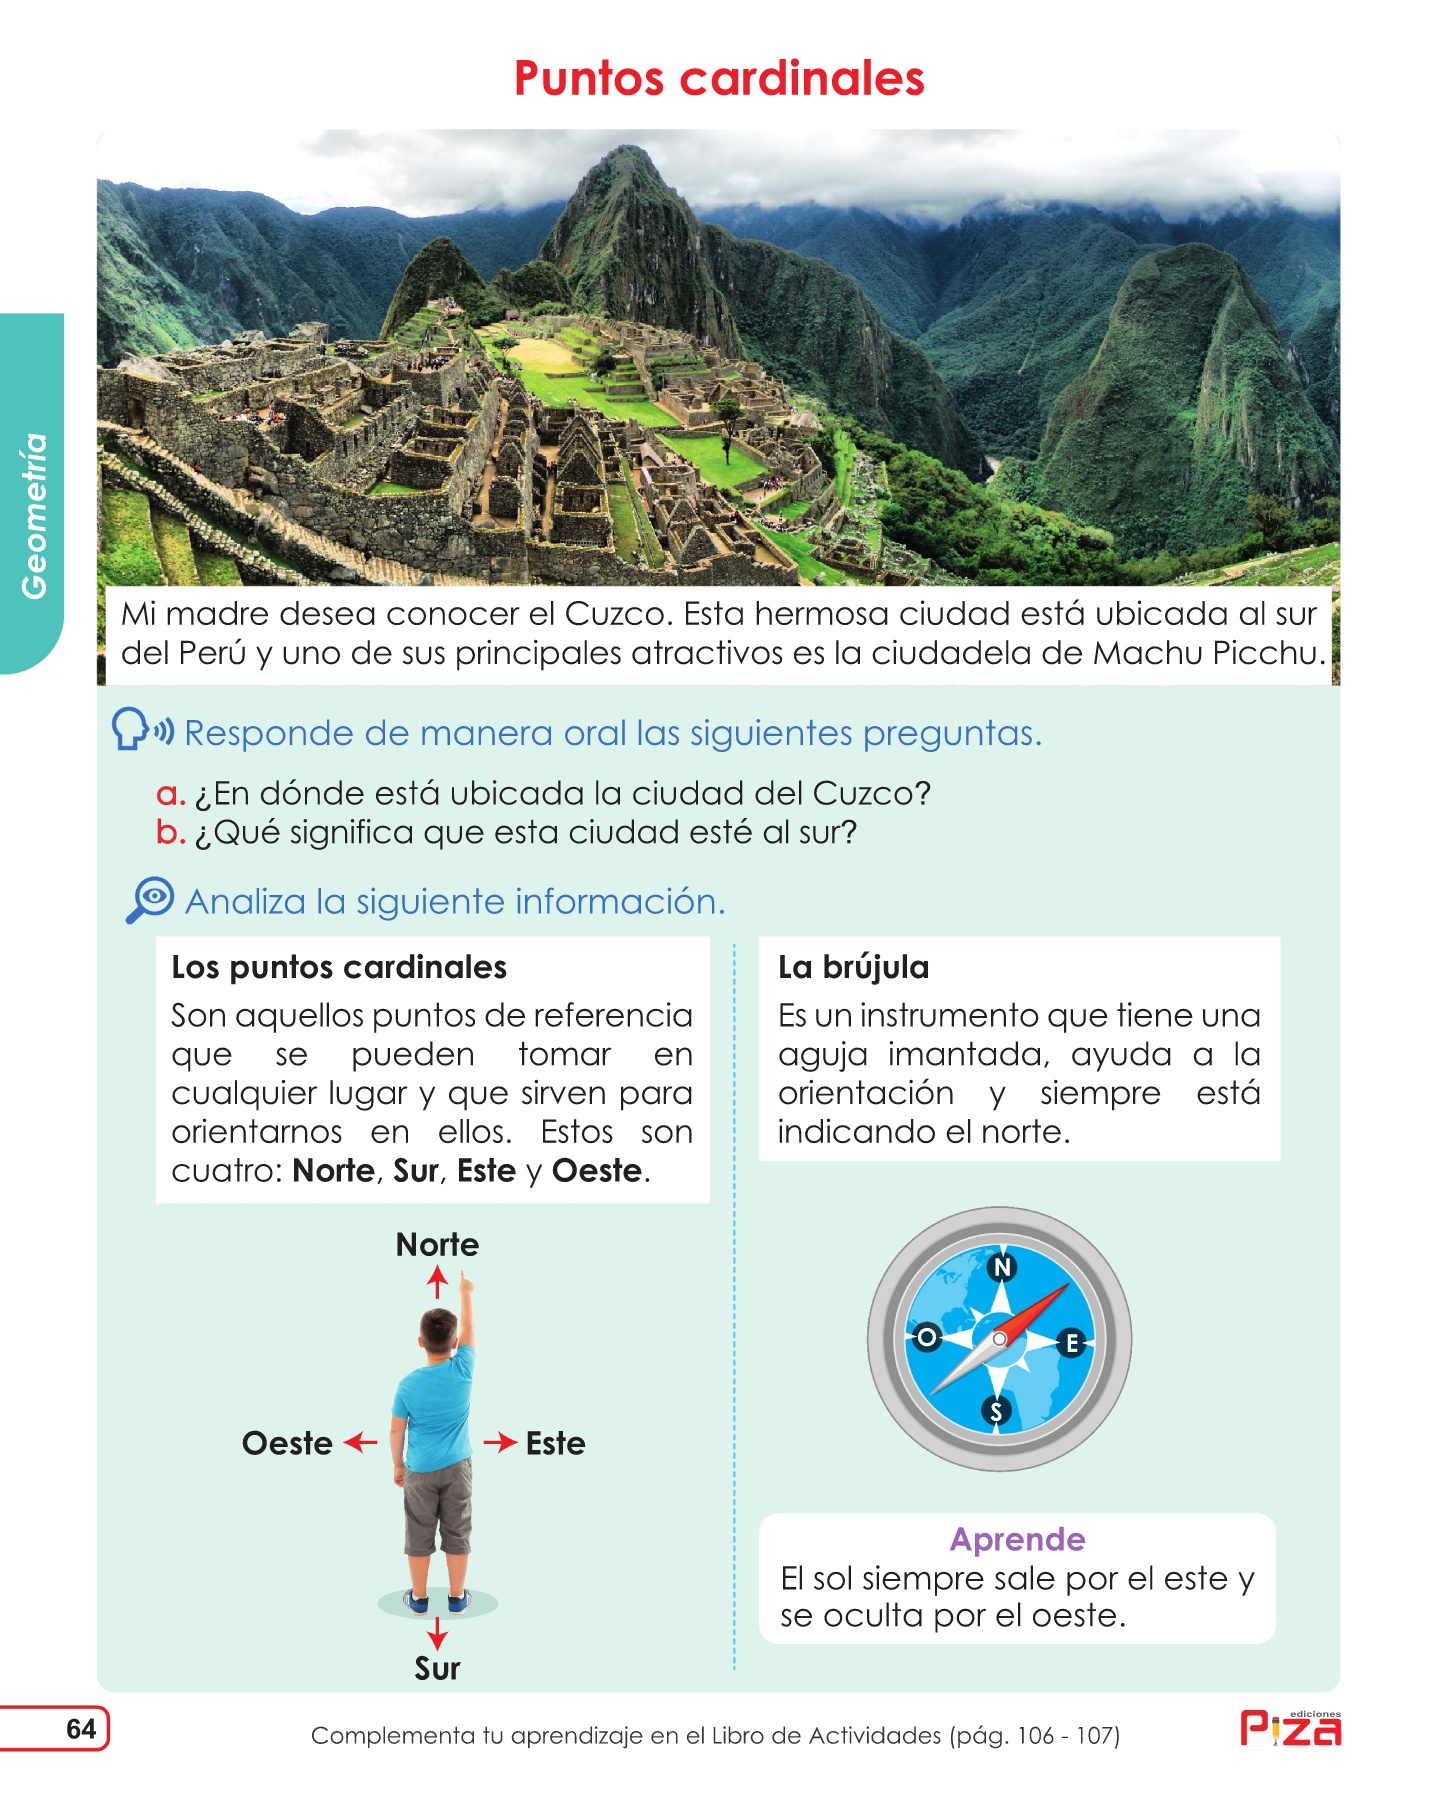 Puntos cardinales
Geometría
Mi madre desea conocer el Cuzco. Esta hermosa ciudad está ubicada al sur
del Perú y uno de sus principales atractivos es la ciudadela de Machu Picchu.
Responde de manera oral las siguientes preguntas.
a. ¿En dónde está ubicada la ciudad del Cuzco?
b. ¿Qué significa que esta ciudad esté al sur?
Analiza la siguiente información.
Los puntos cardinales
Son aquellos puntos de referencia
que se pueden tomar en
cualquier lugar y que sirven para
orientarnos en ellos. Estos son
cuatro: Norte, Sur, Este y Oeste.
Norte
Oeste
Este
Sur
La brújula
Es un instrumento que tiene una
aguja imantada, ayuda a la
orientación y siempre está
indicando el norte.
N
O
E
S
Aprende
El sol siempre sale por el este y
se oculta por el oeste.
64
Complementa tu aprendizaje en el Libro de Actividades (pág. 106 - 107)
ediciones
Piza